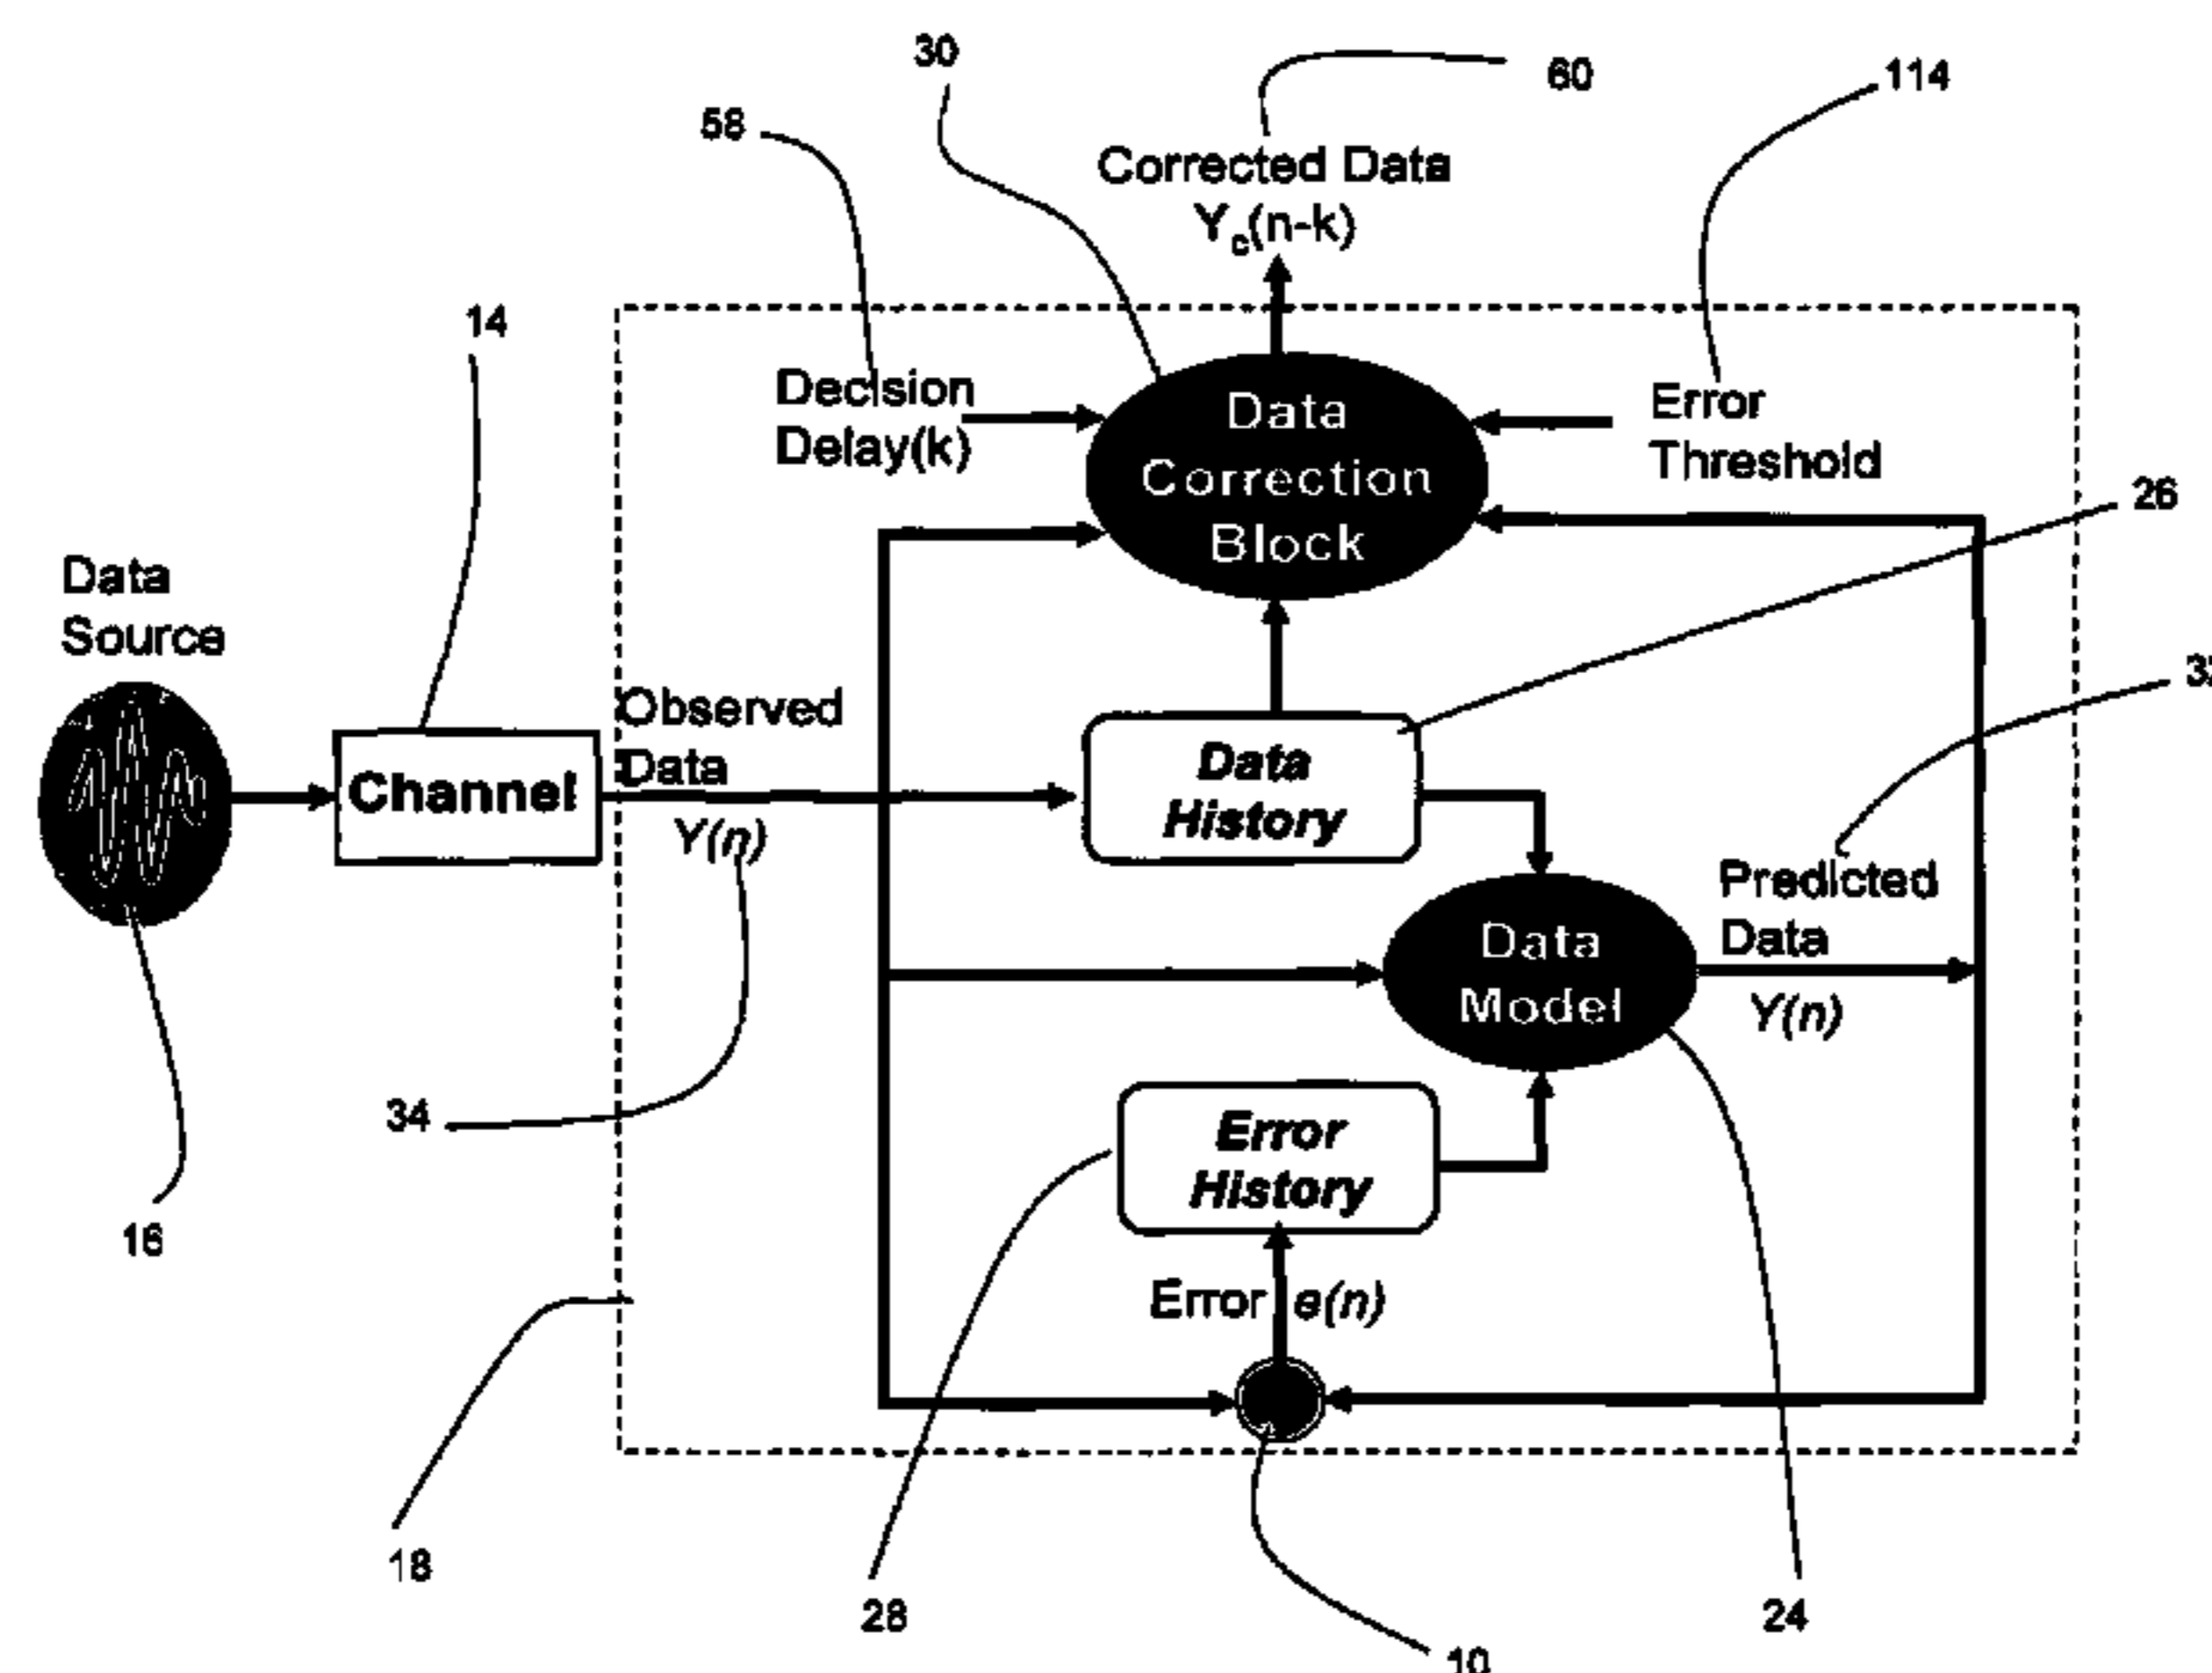 30
60
114
58
Corrected Data
Yc(n-k)
14
Decision
Delay(k)
Data
Correction
Block
Error
Threshold
26
Data
Source
Observed
Data
Y(n)
Channel
Data
History
Predicted
Data
Y(n)
Data
Model
34
Error
History
16
Error e(n)
18
28
24
10